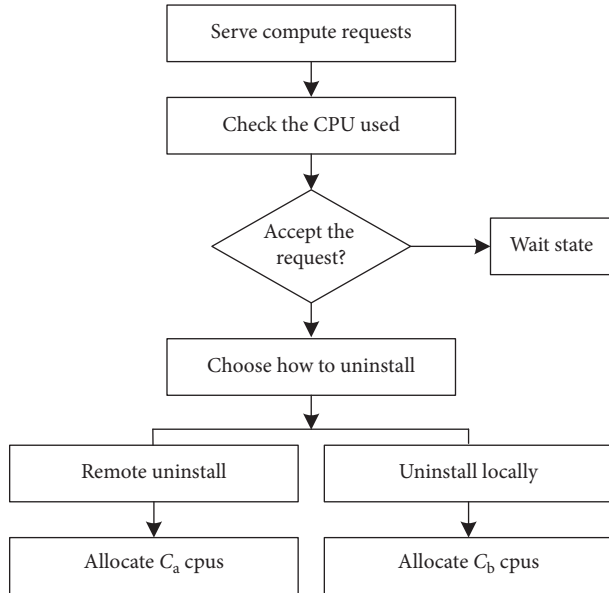 Serve compute requests
Check the CPU used
Accept the
request?
Wait state
Choose how to uninstall
Remote uninstall
Uninstall locally
Allocate Ca cpus
Allocate Cb cpus